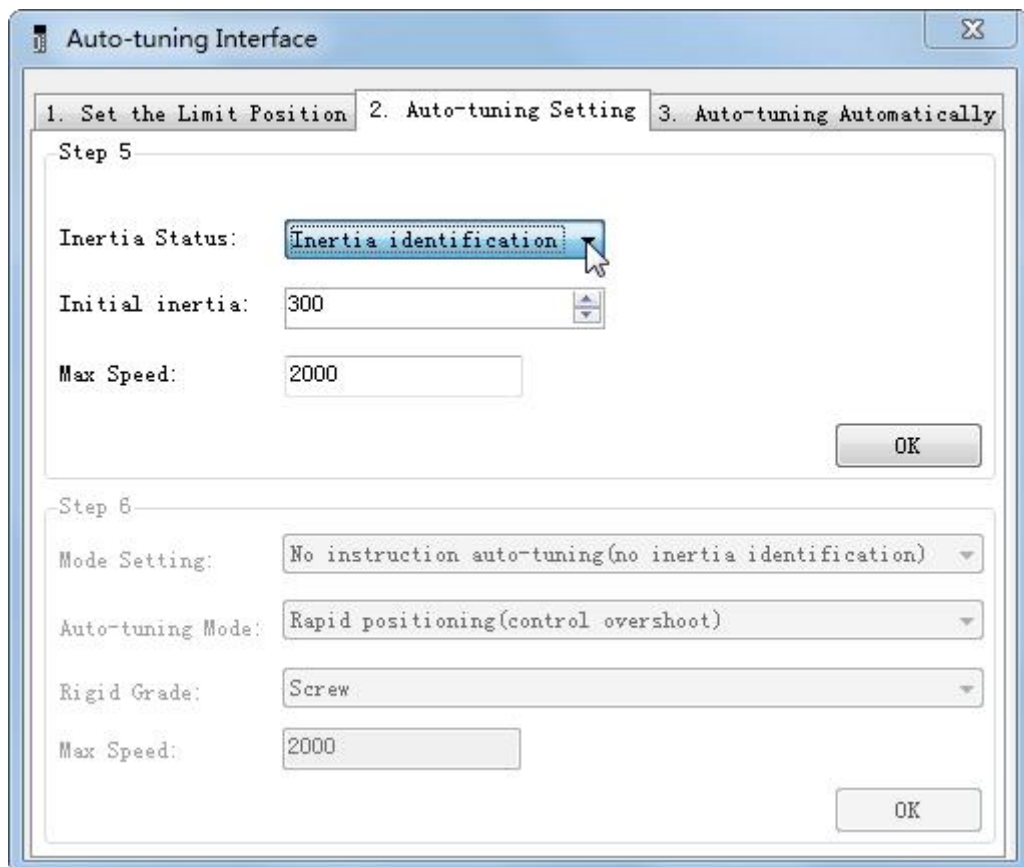 Auto-tuning Interface
1. Set the Limit Position 2. Auto-tuning Setting 3. Auto-tuning Automatically
Step 5
Inertia Status: Inertia identification
Initial inertia: 300
Max Speed: 2000
OK
Step 6
Mode Setting: No instruction auto-tuning(no inertia identification)
Auto-tuning Mode: Rapid positioning(control overshoot)
Rigid Grade: Screw
Max Speed: 2000
OK